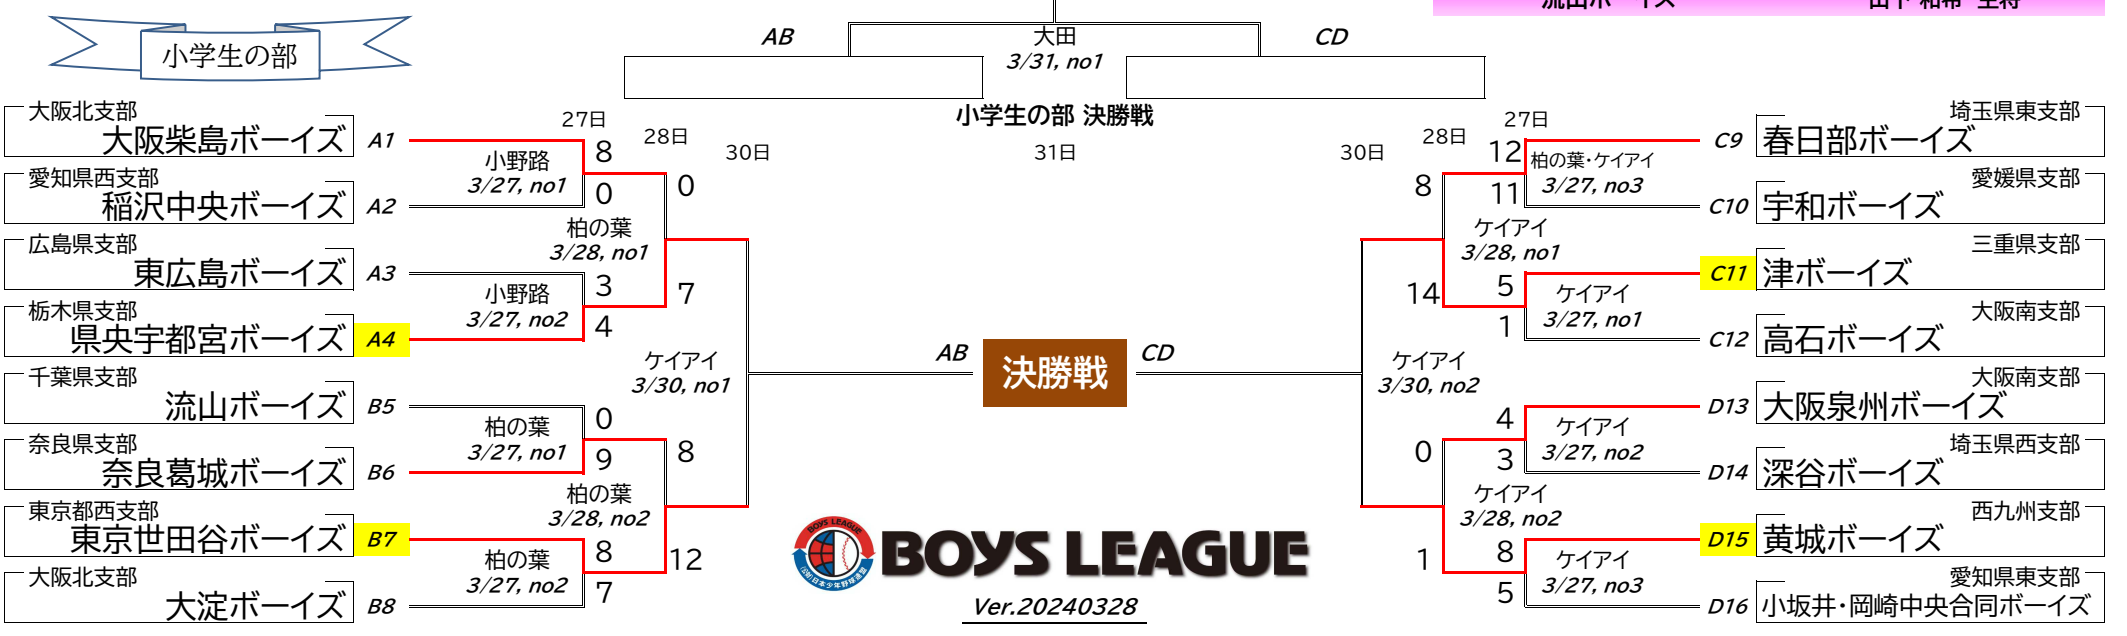 小学生の部
AB
大田
3/31, no1
CD
小学生の部 決勝戦
27日
28日
30日
31日
30日
28日
27日
大阪北支部
大阪柴島ボーイズ A1
愛知県西支部
稲沢中央ボーイズ A2
広島県支部
東広島ボーイズ A3
栃木県支部
県央宇都宮ボーイズ A4
千葉県支部
流山ボーイズ B5
奈良県支部
奈良葛城ボーイズ B6
東京都西支部
東京世田谷ボーイズ B7
大阪北支部
大淀ボーイズ B8
小野路
3/27, no1
8
0
小野路
3/27, no2
3
4
柏の葉
3/27, no1
0
9
柏の葉
3/27, no2
8
7
柏の葉
3/28, no1
0
7
柏の葉
3/28, no2
8
12
ケイアイ
3/30, no1
AB
決勝戦
CD
ケイアイ
3/30, no2
8
14
ケイアイ
3/28, no1
0
1
ケイアイ
3/28, no2
12
11
柏の葉・ケイアイ
3/27, no3
5
1
ケイアイ
3/27, no1
4
3
ケイアイ
3/27, no2
8
5
ケイアイ
3/27, no3
埼玉県東支部
C9 春日部ボーイズ
愛媛県支部
C10 宇和ボーイズ
三重県支部
C11 津ボーイズ
大阪南支部
C12 高石ボーイズ
大阪南支部
D13 大阪泉州ボーイズ
埼玉県西支部
D14 深谷ボーイズ
西九州支部
D15 黄城ボーイズ
愛知県東支部
D16 小坂井・岡崎中央合同ボーイズ
BOYS LEAGUE
(公財)日本少年野球連盟
BOYS LEAGUE
Ver.20240328